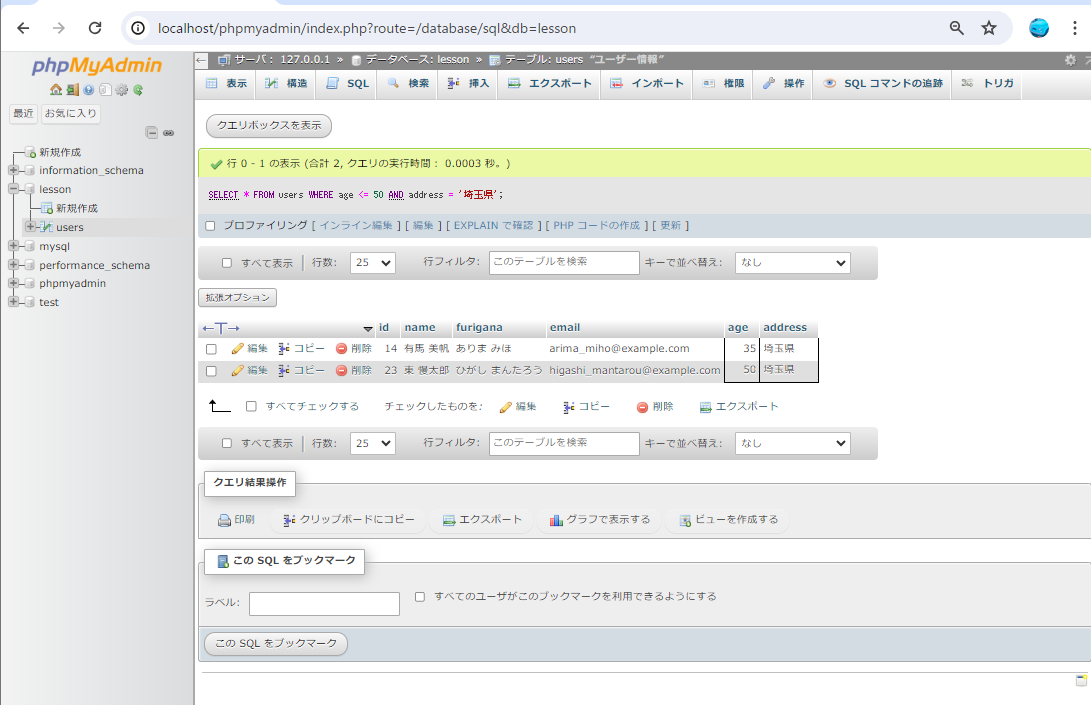 localhost/phpmyadmin/index.php?route=/database/sql&db=lesson
phpMyAdmin
最近 お気に入り
新規作成
information_schema
lesson
新規作成
users
mysql
performance_schema
phpmyadmin
test
サーバ: 127.0.0.1 » データベース: lesson » テーブル: users "ユーザー情報"
表示 構造 SQL 検索 挿入 エクスポート インポート 権限 操作 SQL コマンドの追跡 トリガ
クエリボックスを表示
行 0 - 1 の表示 (合計 2, クエリの実行時間: 0.0003 秒。)
SELECT * FROM users WHERE age <= 50 AND address = '埼玉県';
プロファイリング [ インライン編集 ] [ 編集 ] [ EXPLAIN で確認 ] [ PHP コードの作成 ] [ 更新 ]
すべて表示 行数: 25 行フィルタ: このテーブルを検索 キーで並べ替え: なし
拡張オプション
←T→ id name furigana email age address
編集 コピー 削除 14 有馬 美帆 ありま みほ arima_miho@example.com 35 埼玉県
編集 コピー 削除 23 東 慢太郎 ひがし まんたろう higashi_mantarou@example.com 50 埼玉県
すべてチェックする チェックしたものを: 編集 コピー 削除 エクスポート
すべて表示 行数: 25 行フィルタ: このテーブルを検索 キーで並べ替え: なし
クエリ結果操作
印刷 クリップボードにコピー エクスポート グラフで表示する ビューを作成する
この SQL をブックマーク
ラベル: すべてのユーザがこのブックマークを利用できるようにする
この SQL をブックマーク